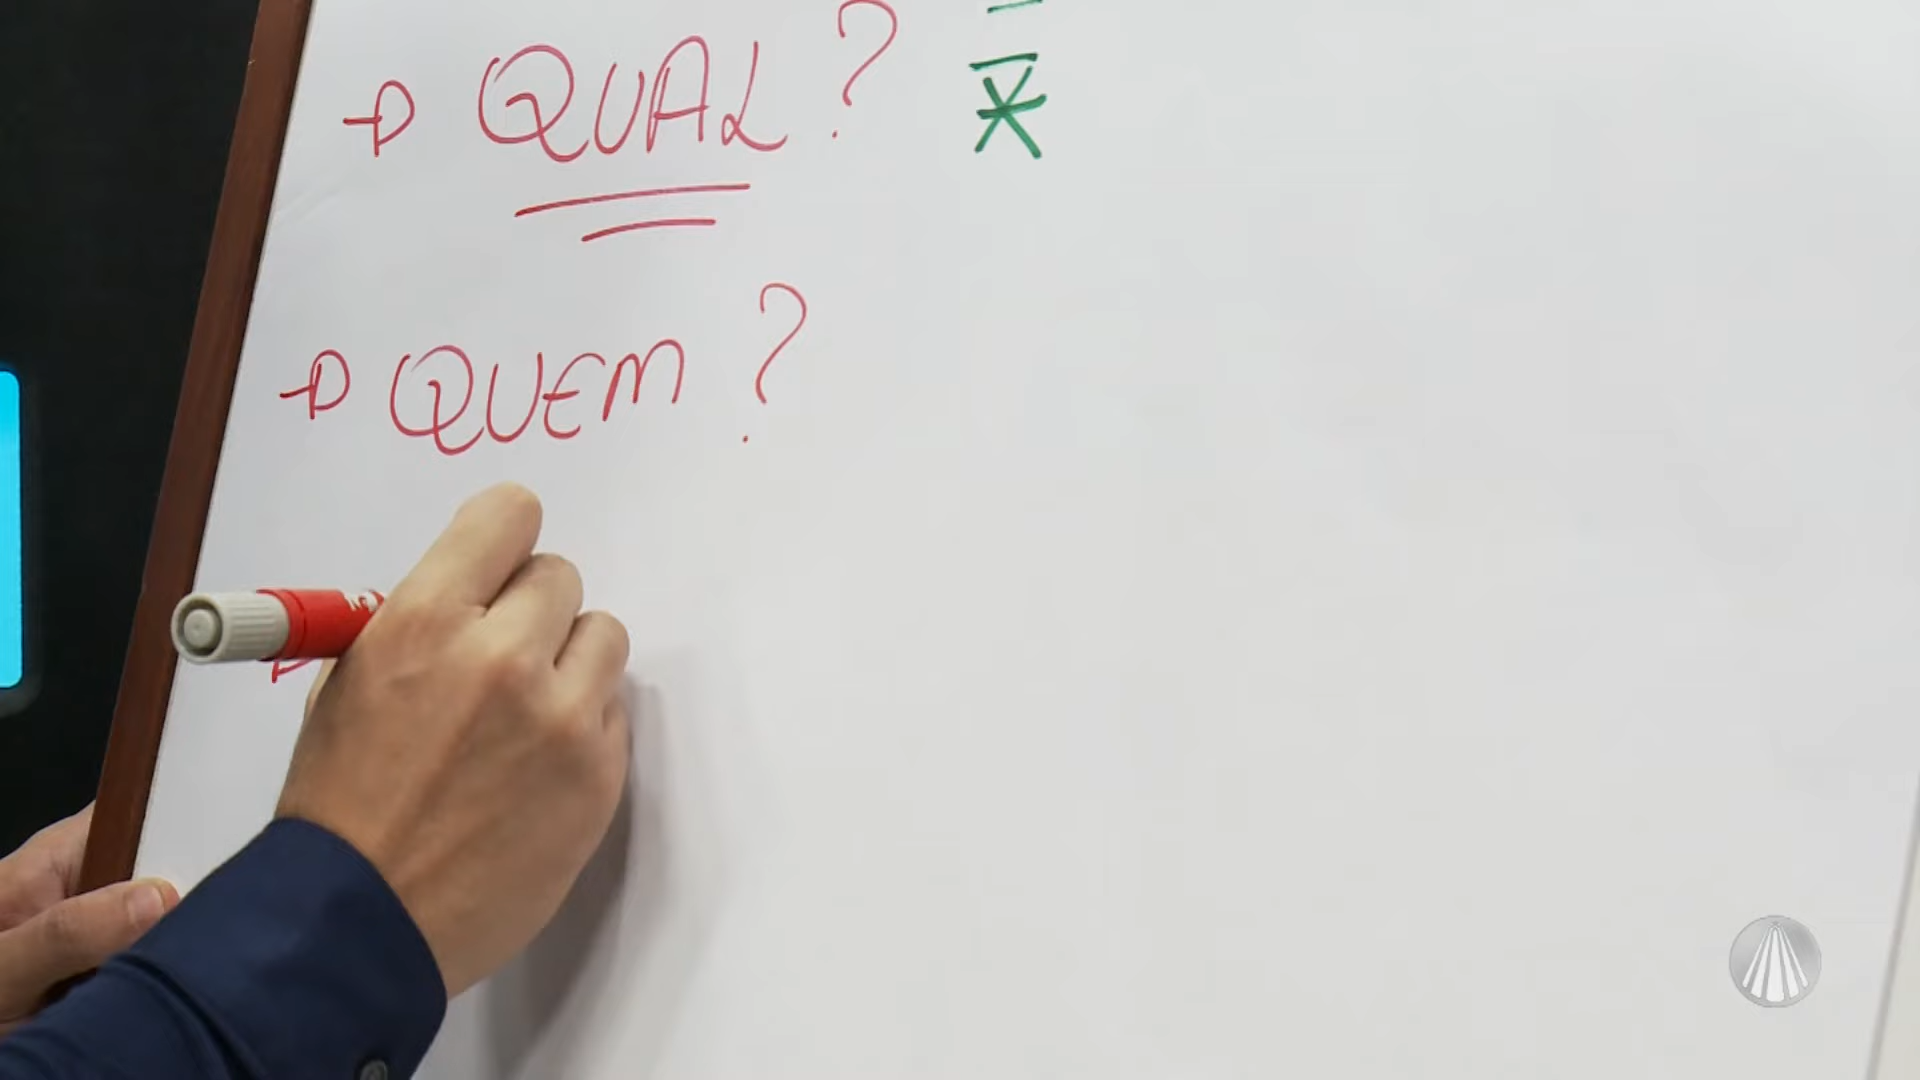 → QUAL?
→ QUEM?